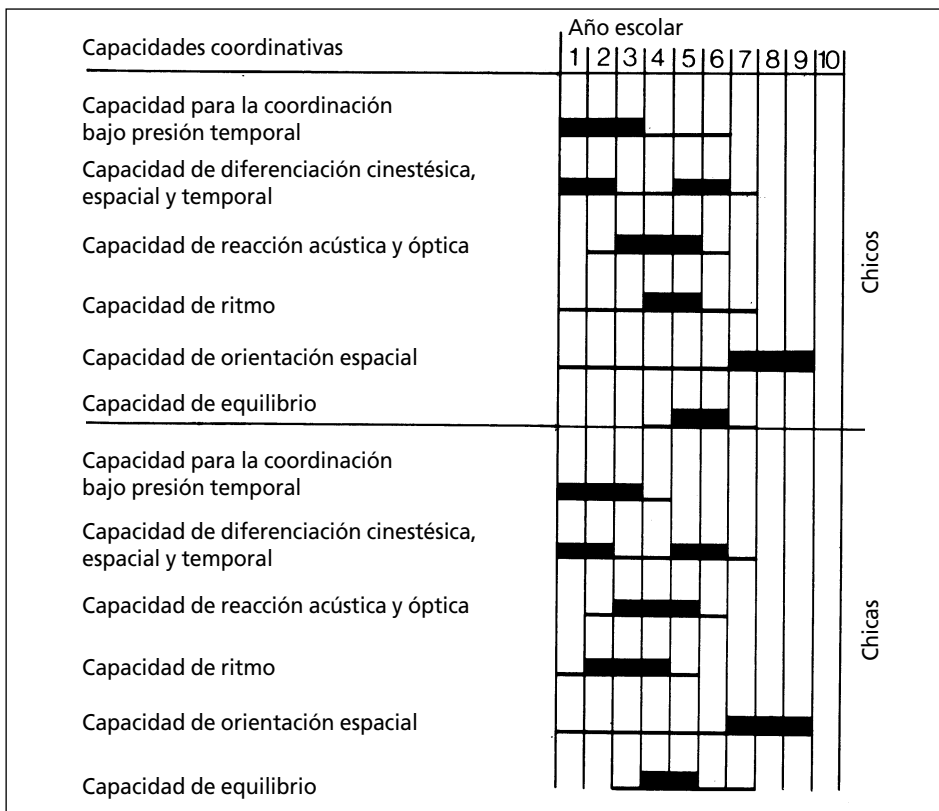 Año escolar
Capacidades coordinativas
1 2 3 4 5 6 7 8 9 10
Capacidad para la coordinación
bajo presión temporal
Capacidad de diferenciación cinestésica,
espacial y temporal
Capacidad de reacción acústica y óptica
Capacidad de ritmo
Capacidad de orientación espacial
Capacidad de equilibrio
Chicos
Capacidad para la coordinación
bajo presión temporal
Capacidad de diferenciación cinestésica,
espacial y temporal
Capacidad de reacción acústica y óptica
Capacidad de ritmo
Capacidad de orientación espacial
Capacidad de equilibrio
Chicas